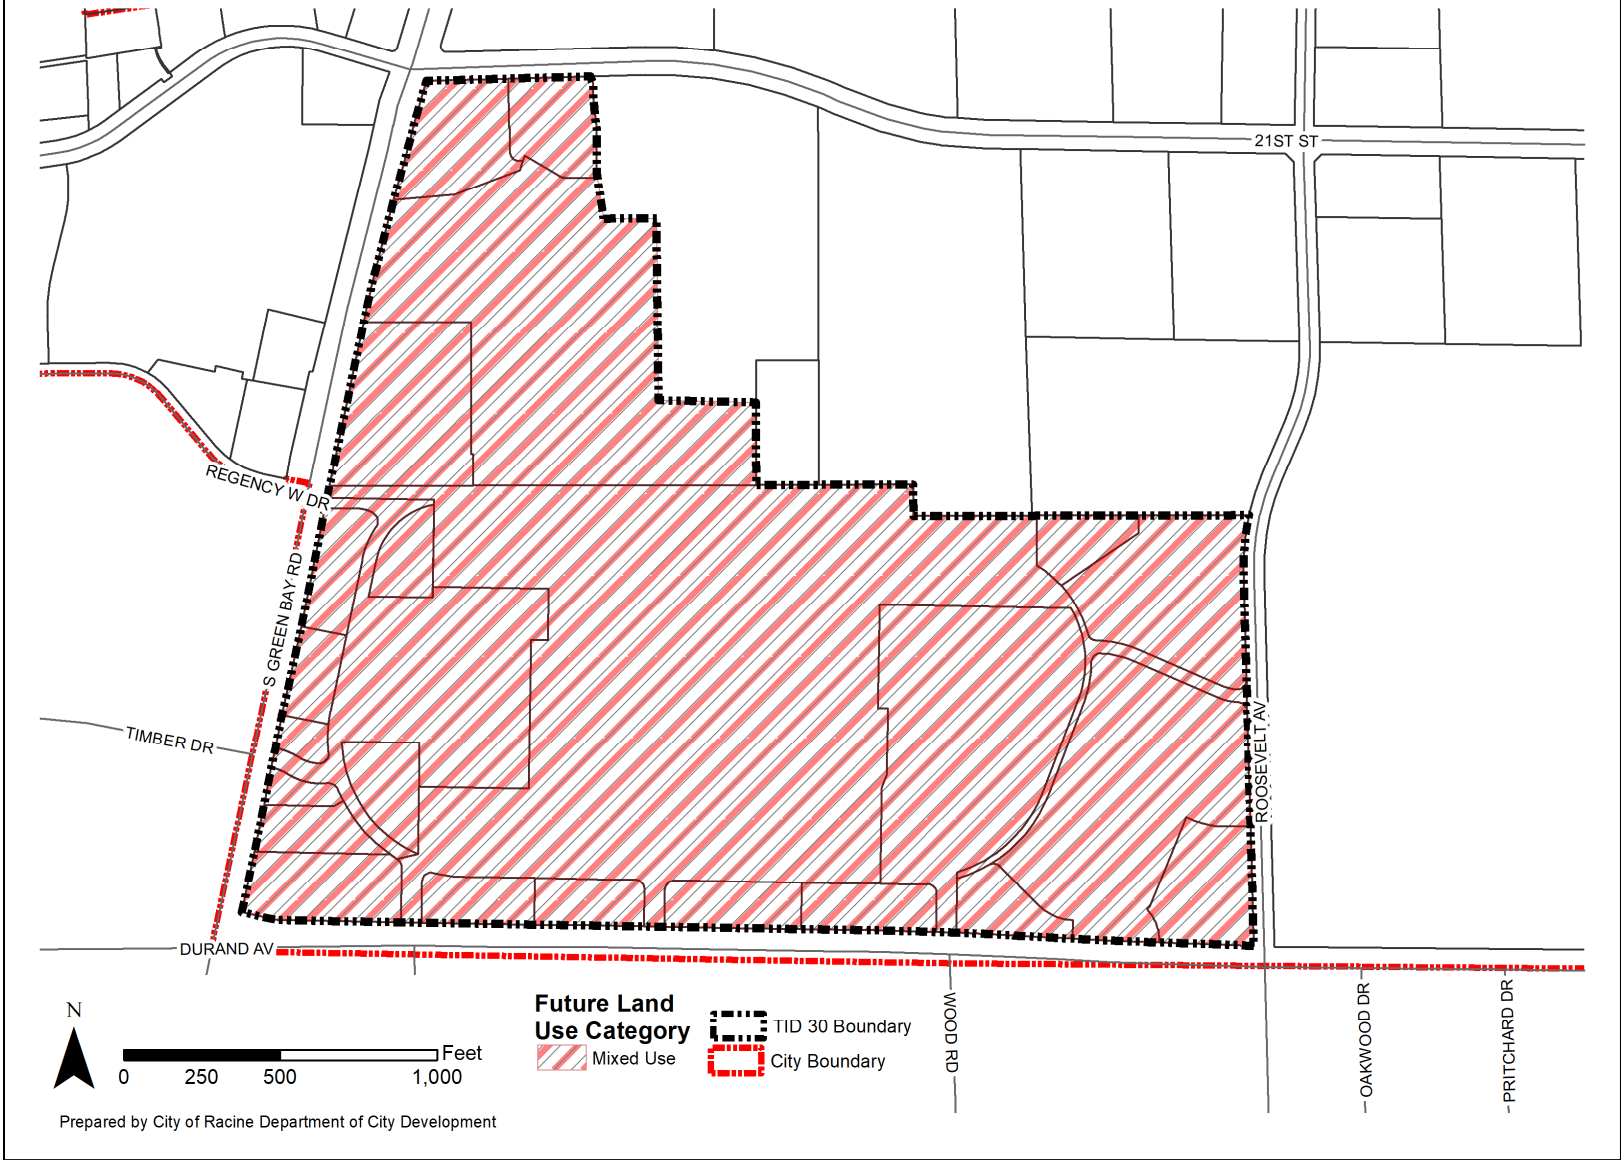 21ST ST
REGENCY W DR
S GREEN BAY RD
TIMBER DR
ROOSEVELT AV
DURAND AV
WOOD RD
OAKWOOD DR
PRITCHARD DR
N
Feet
0 250 500 1,000
Future Land
Use Category
Mixed Use
TID 30 Boundary
City Boundary
Prepared by City of Racine Department of City Development